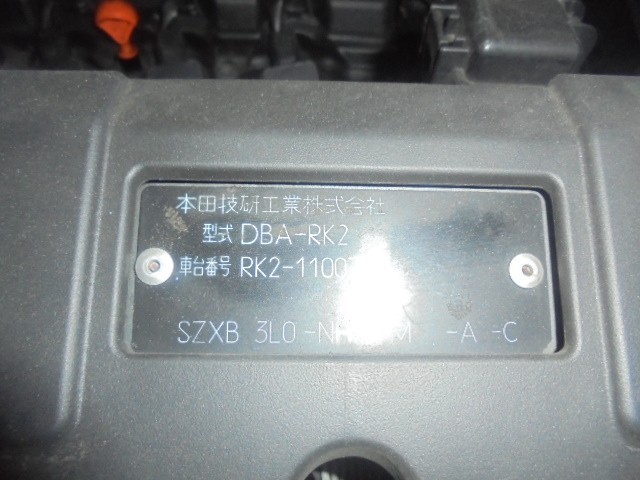 本田技研工業株式会社
型式 DBA-RK2
車台番号 RK2-1100
SZXB 3L0 -NH M -A -C